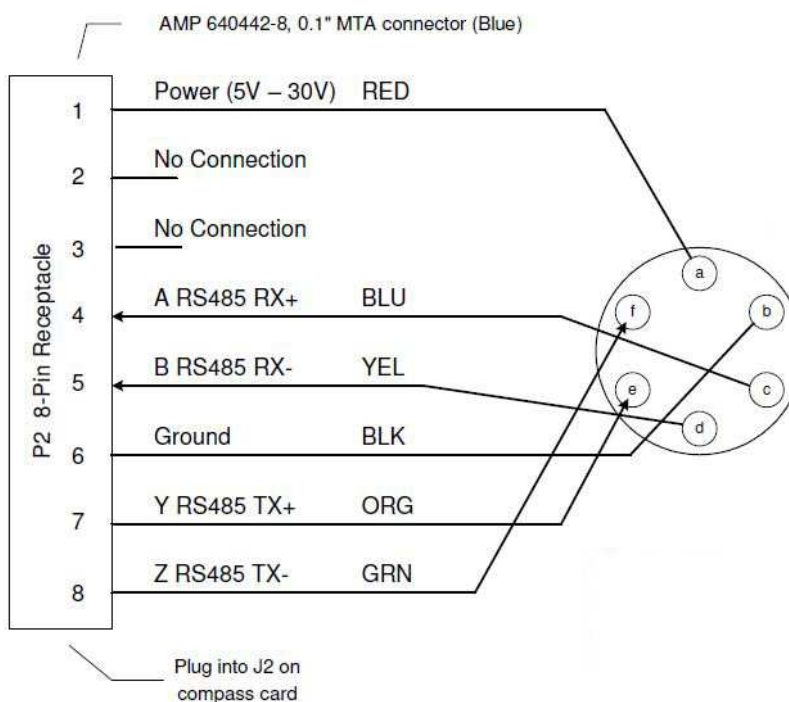 AMP 640442-8, 0.1" MTA connector (Blue)
P2 8-Pin Receptacle
1 Power (5V – 30V) RED
2 No Connection
3 No Connection
4 A RS485 RX+ BLU
5 B RS485 RX- YEL
6 Ground BLK
7 Y RS485 TX+ ORG
8 Z RS485 TX- GRN
a
f b
e c
d
Plug into J2 on
compass card